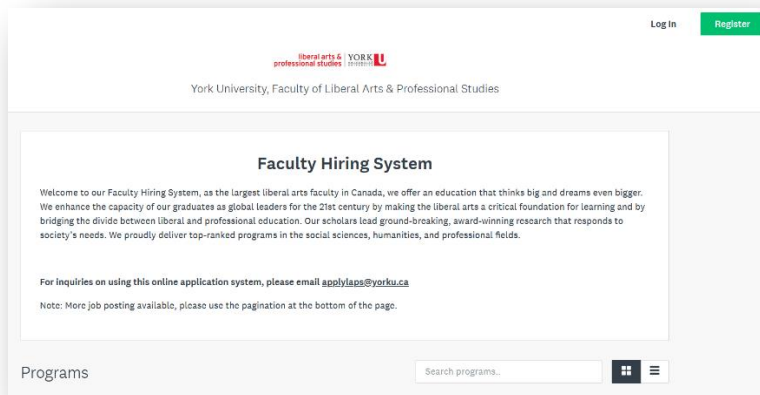 Log In Register
liberal arts & professional studies YORK U
York University, Faculty of Liberal Arts & Professional Studies
Faculty Hiring System
Welcome to our Faculty Hiring System, as the largest liberal arts faculty in Canada, we offer an education that thinks big and dreams even bigger.
We enhance the capacity of our graduates as global leaders for the 21st century by making the liberal arts a critical foundation for learning and by
bridging the divide between liberal and professional education. Our scholars lead ground-breaking, award-winning research that responds to
society's needs. We proudly deliver top-ranked programs in the social sciences, humanities, and professional fields.
For inquiries on using this online application system, please email applylaps@yorku.ca
Note: More job posting available, please use the pagination at the bottom of the page.
Programs
Search programs..